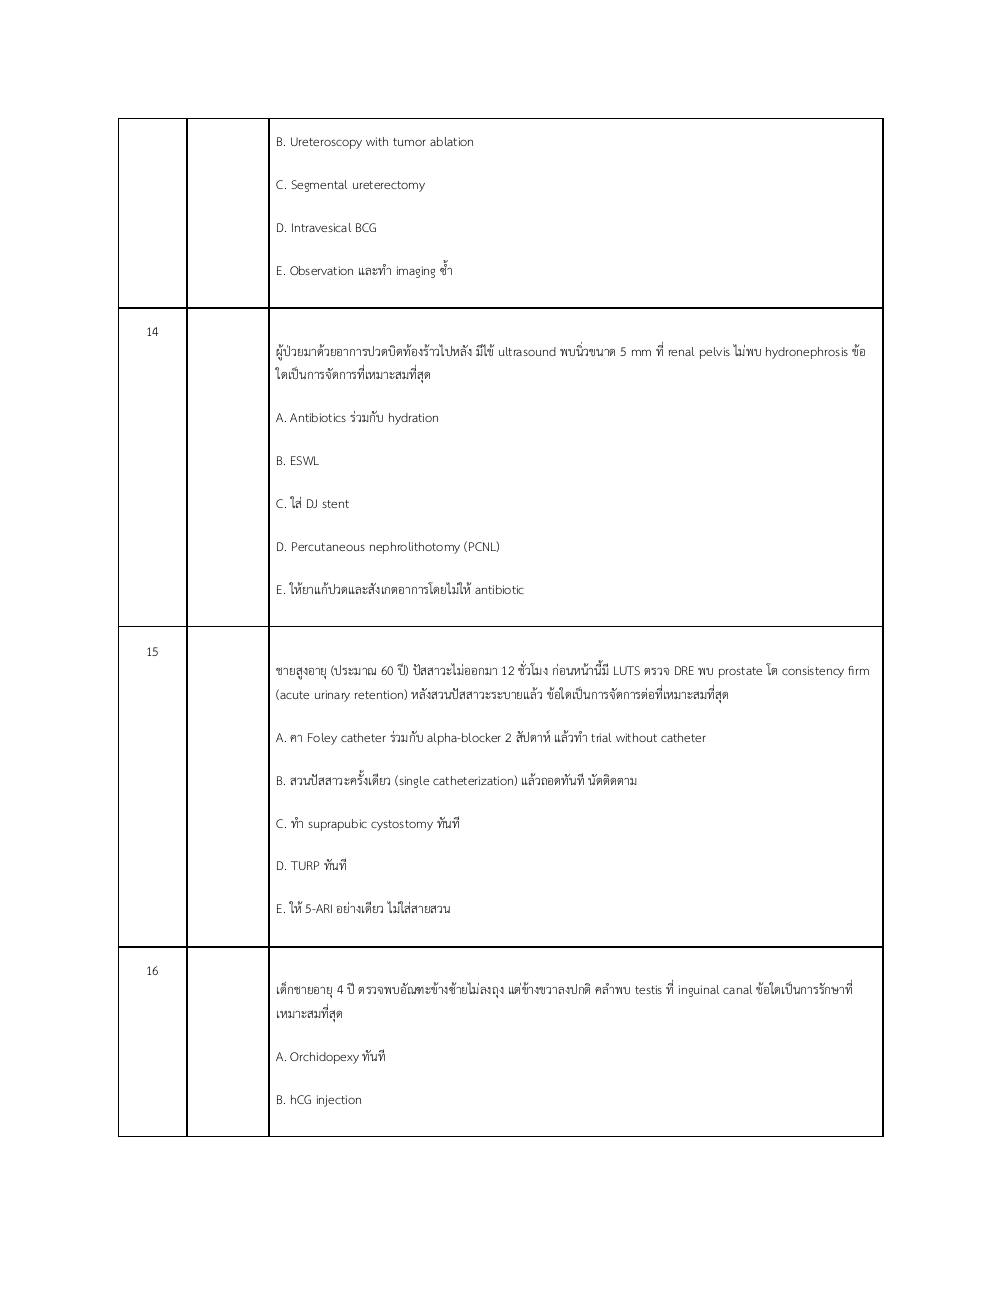 B. Ureteroscopy with tumor ablation
C. Segmental ureterectomy
D. Intravesical BCG
E. Observation และทำ imaging ซ้ำ
14
ผู้ป่วยมาด้วยอาการปวดบิดท้องร้าวไปหลัง มีไข้ ultrasound พบนิ่วขนาด 5 mm ที่ renal pelvis ไม่พบ hydronephrosis ข้อ
ใดเป็นการจัดการที่เหมาะสมที่สุด
A. Antibiotics ร่วมกับ hydration
B. ESWL
C. ใส่ DJ stent
D. Percutaneous nephrolithotomy (PCNL)
E. ให้ยาแก้ปวดและสังเกตอาการโดยไม่ให้ antibiotic
15
ชายสูงอายุ (ประมาณ 60 ปี) ปัสสาวะไม่ออกมา 12 ชั่วโมง ก่อนหน้านี้มี LUTS ตรวจ DRE พบ prostate โต consistency firm
(acute urinary retention) หลังสวนปัสสาวะระบายแล้ว ข้อใดเป็นการจัดการต่อที่เหมาะสมที่สุด
A. คา Foley catheter ร่วมกับ alpha-blocker 2 สัปดาห์ แล้วทำ trial without catheter
B. สวนปัสสาวะครั้งเดียว (single catheterization) แล้วถอดทันที นัดติดตาม
C. ทำ suprapubic cystostomy ทันที
D. TURP ทันที
E. ให้ 5-ARI อย่างเดียว ไม่ใส่สายสวน
16
เด็กชายอายุ 4 ปี ตรวจพบอัณฑะข้างซ้ายไม่ลงถุง แต่ข้างขวาลงปกติ คลำพบ testis ที่ inguinal canal ข้อใดเป็นการรักษาที่
เหมาะสมที่สุด
A. Orchidopexy ทันที
B. hCG injection